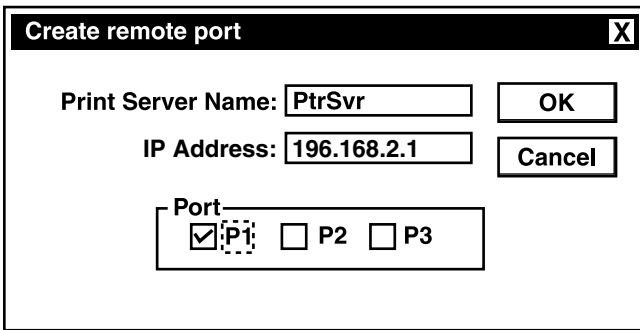 Create remote port X
Print Server Name: PtrSvr OK
IP Address: 196.168.2.1 Cancel
Port
P1 P2 P3